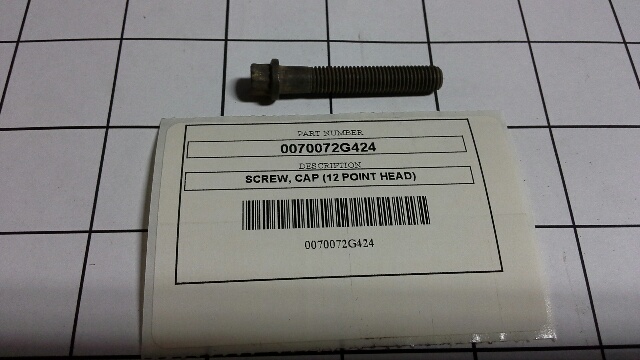 PART NUMBER
0070072G424
DESCRIPTION
SCREW, CAP (12 POINT HEAD)
0070072G424